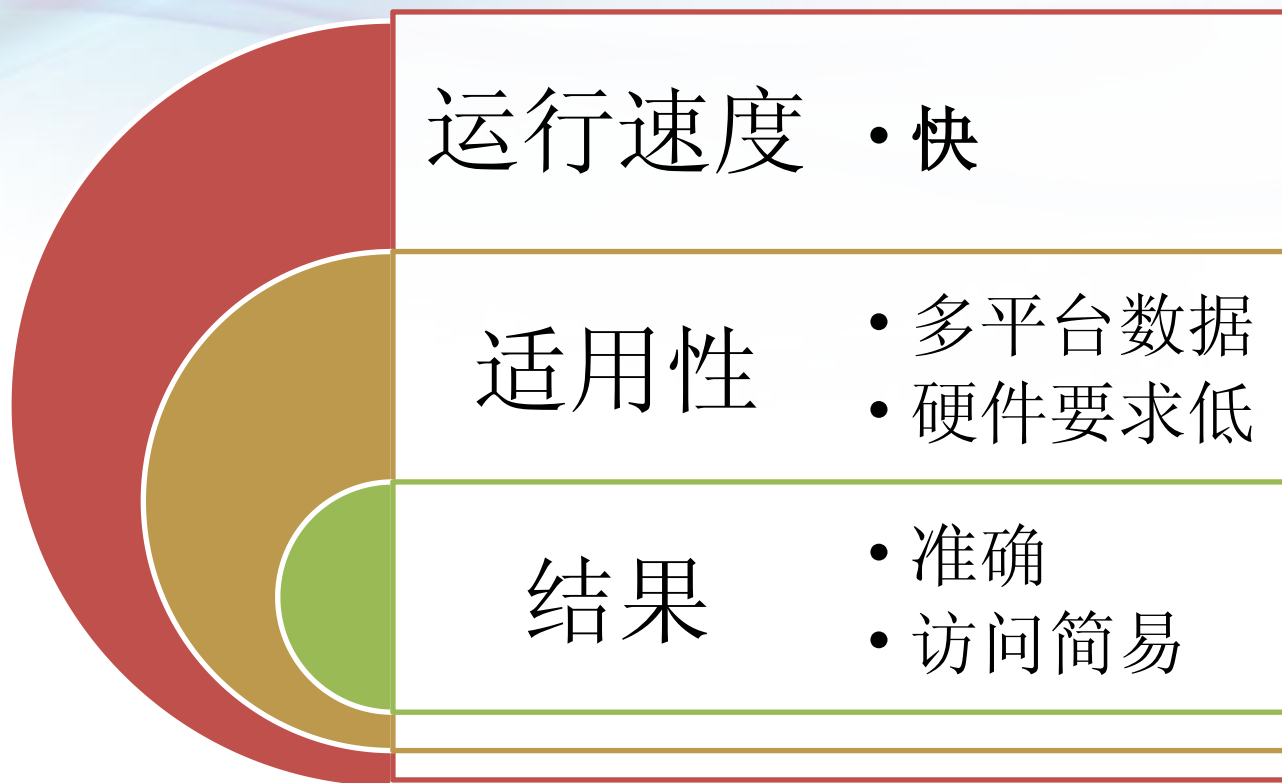 运行速度
• 快
适用性
• 多平台数据
• 硬件要求低
结果
• 准确
• 访问简易